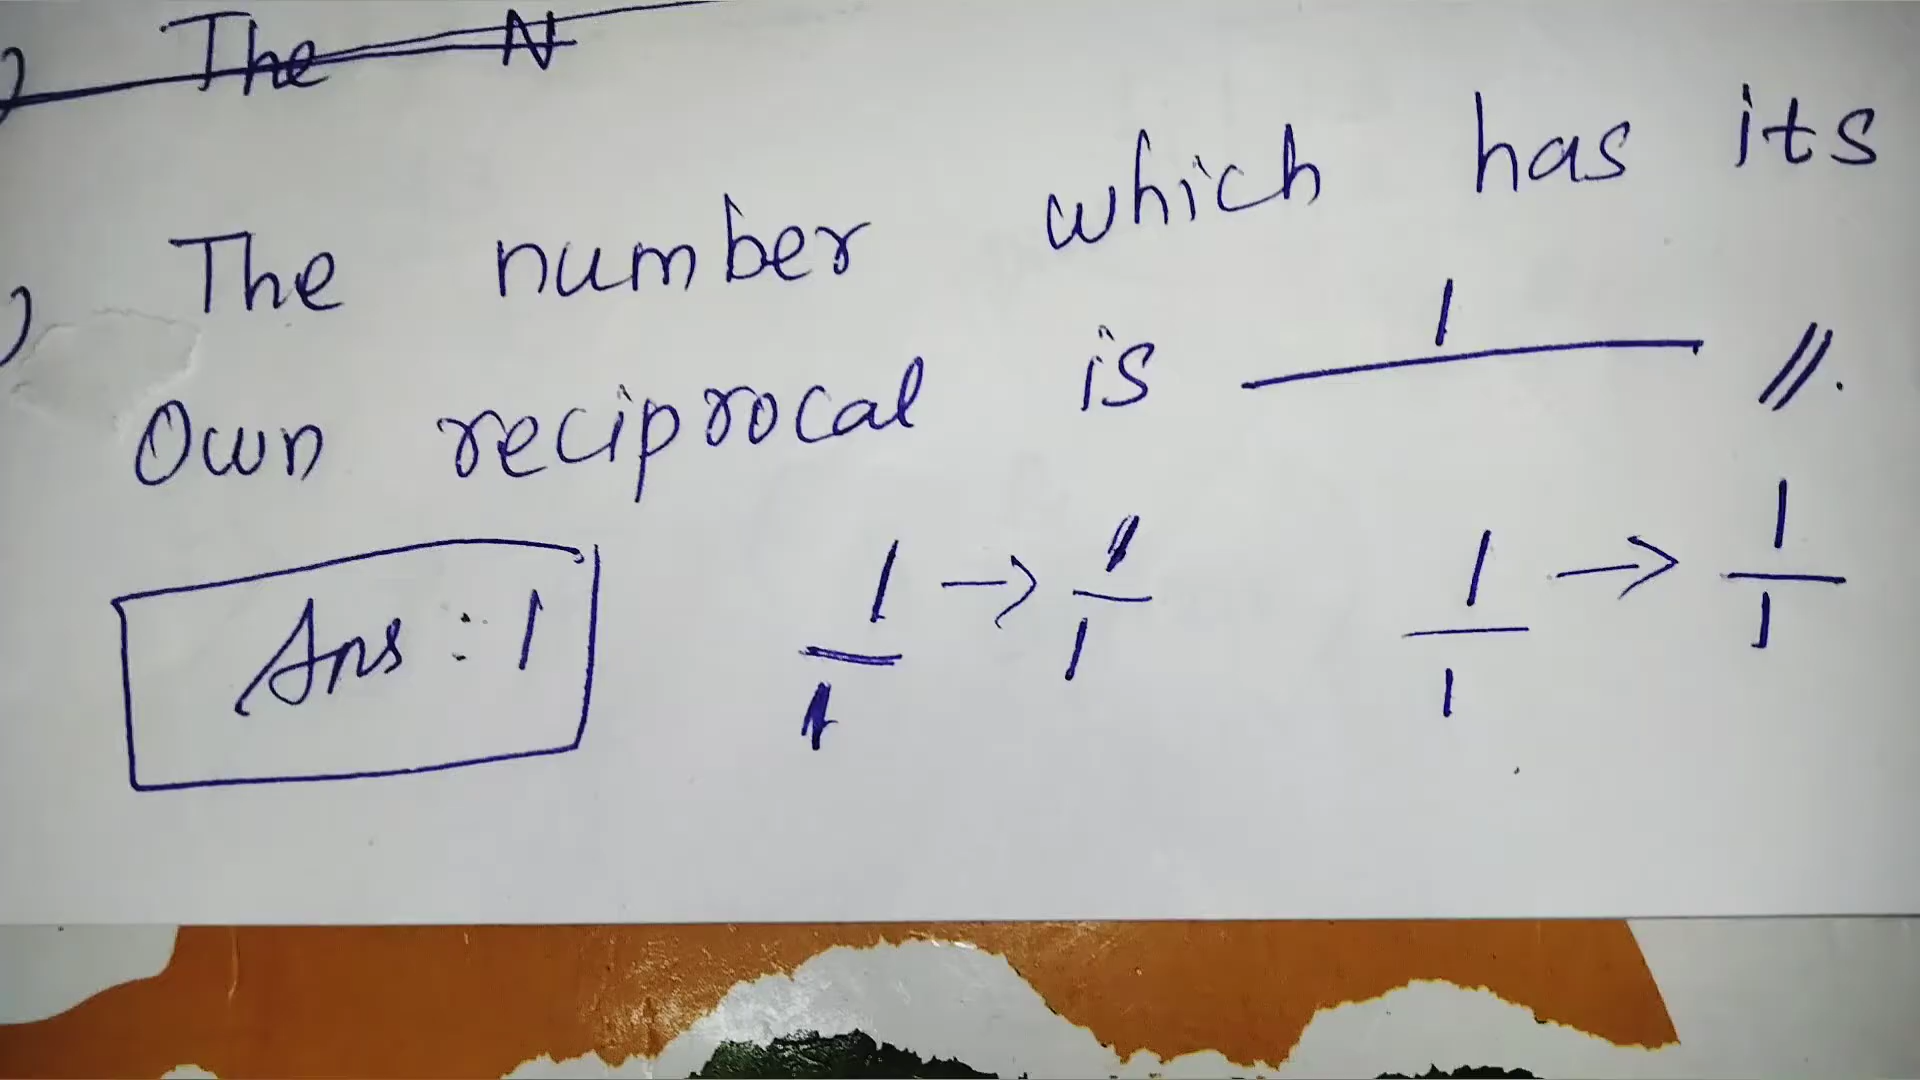 The N
The number which has its
Own reciprocal is 1 //.
Ans : 1 1/1 → 1/1 1/1 → 1/1